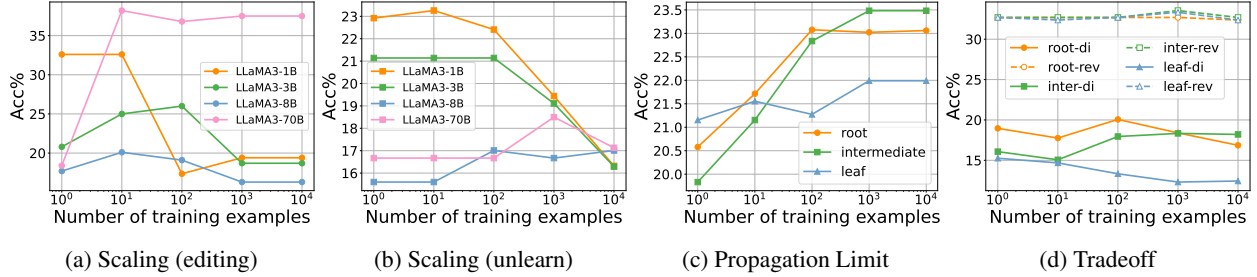 Acc%
35
30
25
20
LLaMA3-1B
LLaMA3-3B
LLaMA3-8B
LLaMA3-70B
10^0 10^1 10^2 10^3 10^4
Number of training examples
(a) Scaling (editing)
Acc%
23
22
21
20
19
18
17
16
LLaMA3-1B
LLaMA3-3B
LLaMA3-8B
LLaMA3-70B
10^0 10^1 10^2 10^3 10^4
Number of training examples
(b) Scaling (unlearn)
Acc%
23.5
23.0
22.5
22.0
21.5
21.0
20.5
20.0
root
intermediate
leaf
10^0 10^1 10^2 10^3 10^4
Number of training examples
(c) Propagation Limit
Acc%
30
25
20
15
root-di inter-rev
root-rev leaf-di
inter-di leaf-rev
10^0 10^1 10^2 10^3 10^4
Number of training examples
(d) Tradeoff